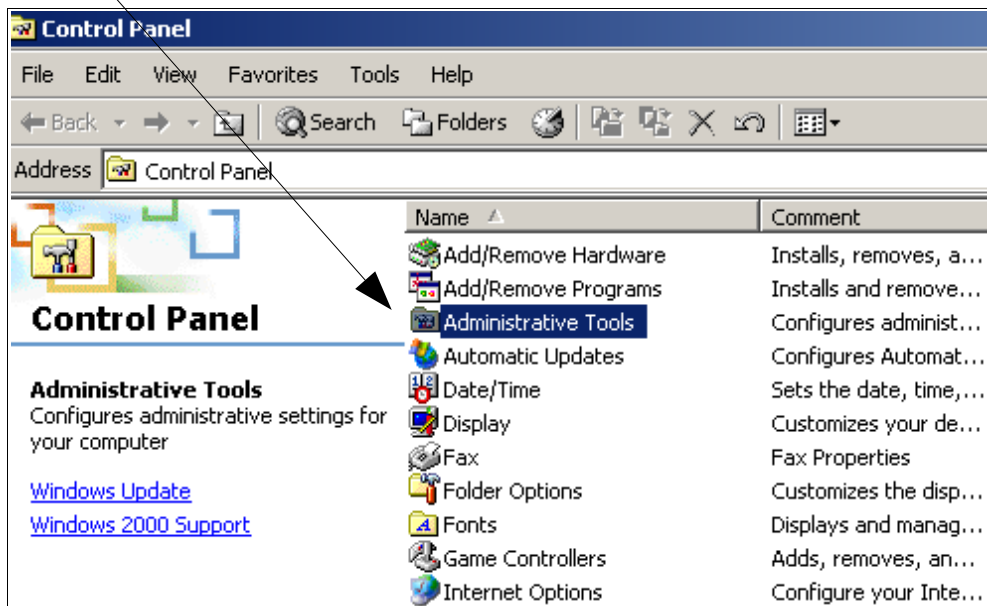 Control Panel
File Edit View Favorites Tools Help
Back Search Folders
Address Control Panel
Name Comment
Add/Remove Hardware Installs, removes, a...
Add/Remove Programs Installs and remove...
Administrative Tools Configures administ...
Automatic Updates Configures Automat...
Date/Time Sets the date, time,...
Display Customizes your de...
Fax Fax Properties
Folder Options Customizes the disp...
Fonts Displays and manag...
Game Controllers Adds, removes, an...
Internet Options Configure your Inte...
Control Panel
Administrative Tools
Configures administrative settings for
your computer
Windows Update
Windows 2000 Support